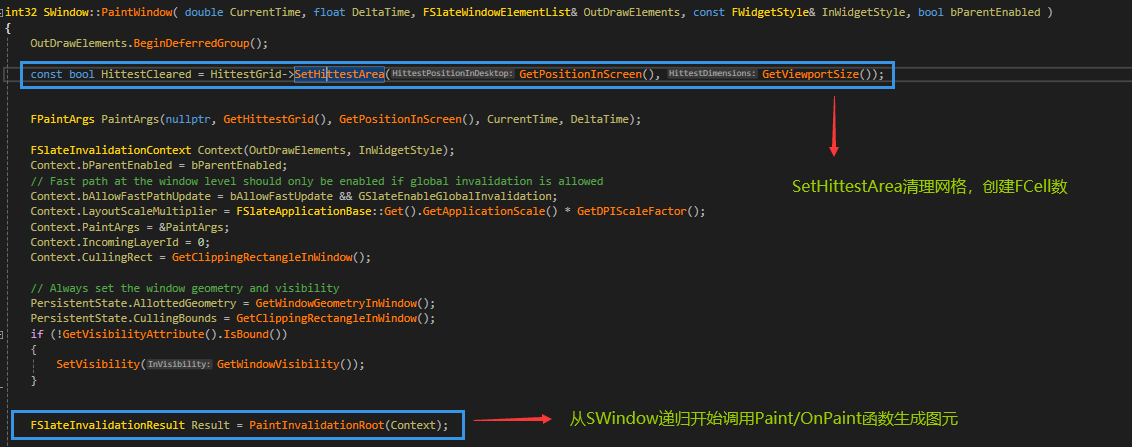 int32 SWindow::PaintWindow( double CurrentTime, float DeltaTime, FSlateWindowElementList& OutDrawElements, const FWidgetStyle& InWidgetStyle, bool bParentEnabled )
{
OutDrawElements.BeginDeferredGroup();
const bool HittestCleared = HittestGrid->SetHittestArea(HittestPositionInDesktop: GetPositionInScreen(), HittestDimensions: GetViewportSize());
FPaintArgs PaintArgs(nullptr, GetHittestGrid(), GetPositionInScreen(), CurrentTime, DeltaTime);
FSlateInvalidationContext Context(OutDrawElements, InWidgetStyle);
Context.bParentEnabled = bParentEnabled;
// Fast path at the window level should only be enabled if global invalidation is allowed
Context.bAllowFastPathUpdate = bAllowFastUpdate && GSlateEnableGlobalInvalidation;
SetHittestArea清理网格，创建FCell数
Context.LayoutScaleMultiplier = FSlateApplicationBase::Get().GetApplicationScale() * GetDPIScaleFactor();
Context.PaintArgs = &PaintArgs;
Context.IncomingLayerId = 0;
Context.CullingRect = GetClippingRectangleInWindow();
// Always set the window geometry and visibility
PersistentState.AllottedGeometry = GetWindowGeometryInWindow();
PersistentState.CullingBounds = GetClippingRectangleInWindow();
if (!GetVisibilityAttribute().IsBound())
{
SetVisibility(InVisibility: GetWindowVisibility());
}
FSlateInvalidationResult Result = PaintInvalidationRoot(Context);
从SWindow递归开始调用Paint/OnPaint函数生成图元